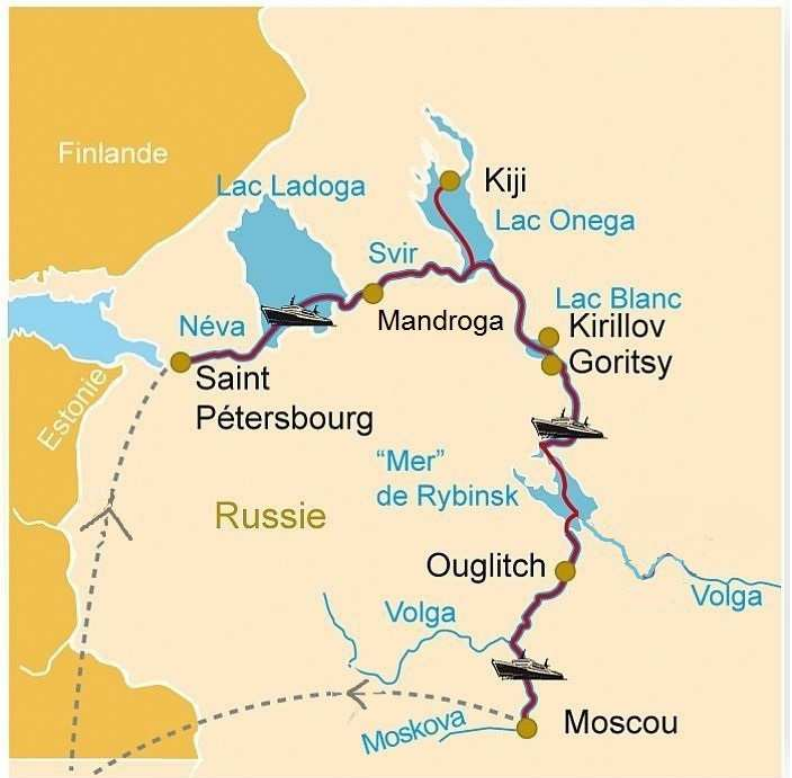 Finlande
Lac Ladoga
Kiji
Lac Onega
Svir
Néva
Mandroga
Lac Blanc
Kirillov
Goritsy
Saint
Pétersbourg
Estonie
“Mer”
de Rybinsk
Russie
Ouglitch
Volga
Volga
Moskova
Moscou